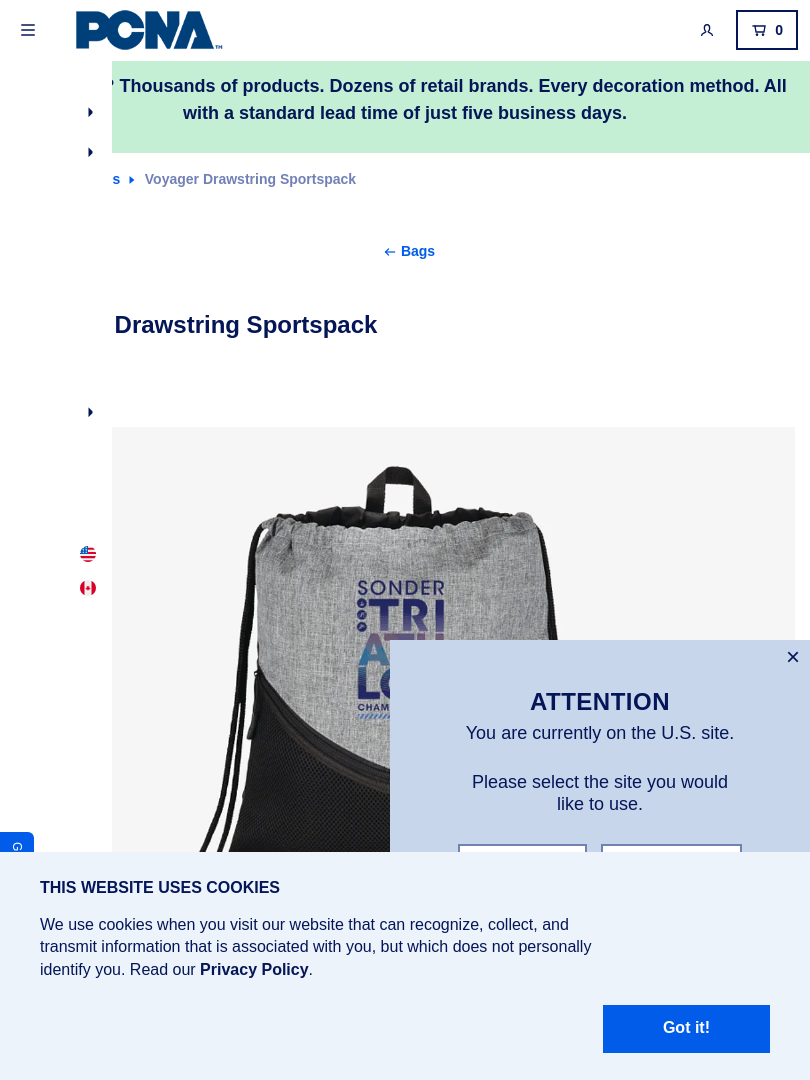 PCNA
TM
0
? Thousands of products. Dozens of retail brands. Every decoration method. All
with a standard lead time of just five business days.
s Voyager Drawstring Sportspack
Bags
Drawstring Sportspack
SONDER
TRI
CHAM
ATTENTION
You are currently on the U.S. site.
Please select the site you would
like to use.
G
THIS WEBSITE USES COOKIES
We use cookies when you visit our website that can recognize, collect, and
transmit information that is associated with you, but which does not personally
identify you. Read our Privacy Policy.
Got it!